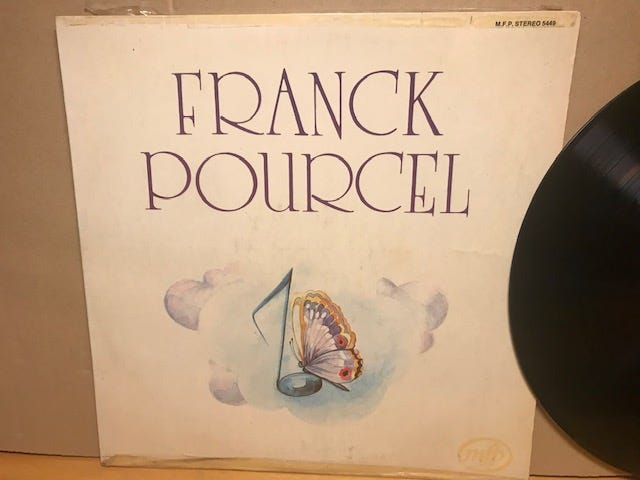 M.F.P. STEREO 5449
FRANCK
POURCEL
mfp